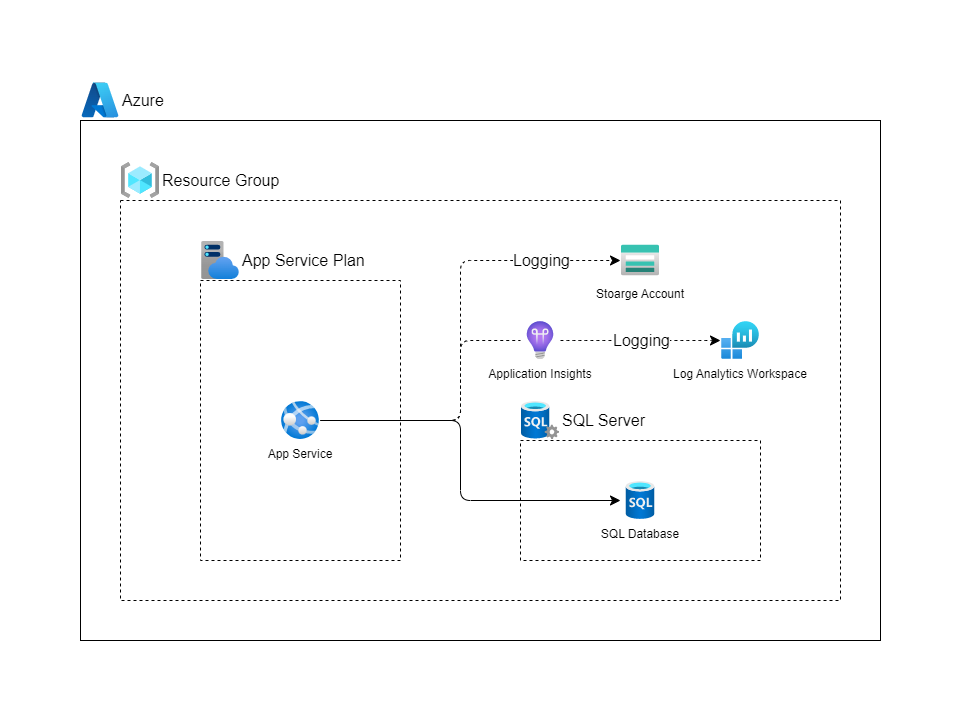 Azure
Resource Group
App Service Plan
Logging
Stoarge Account
Logging
Application Insights
Log Analytics Workspace
SQL
SQL Server
App Service
SQL
SQL Database